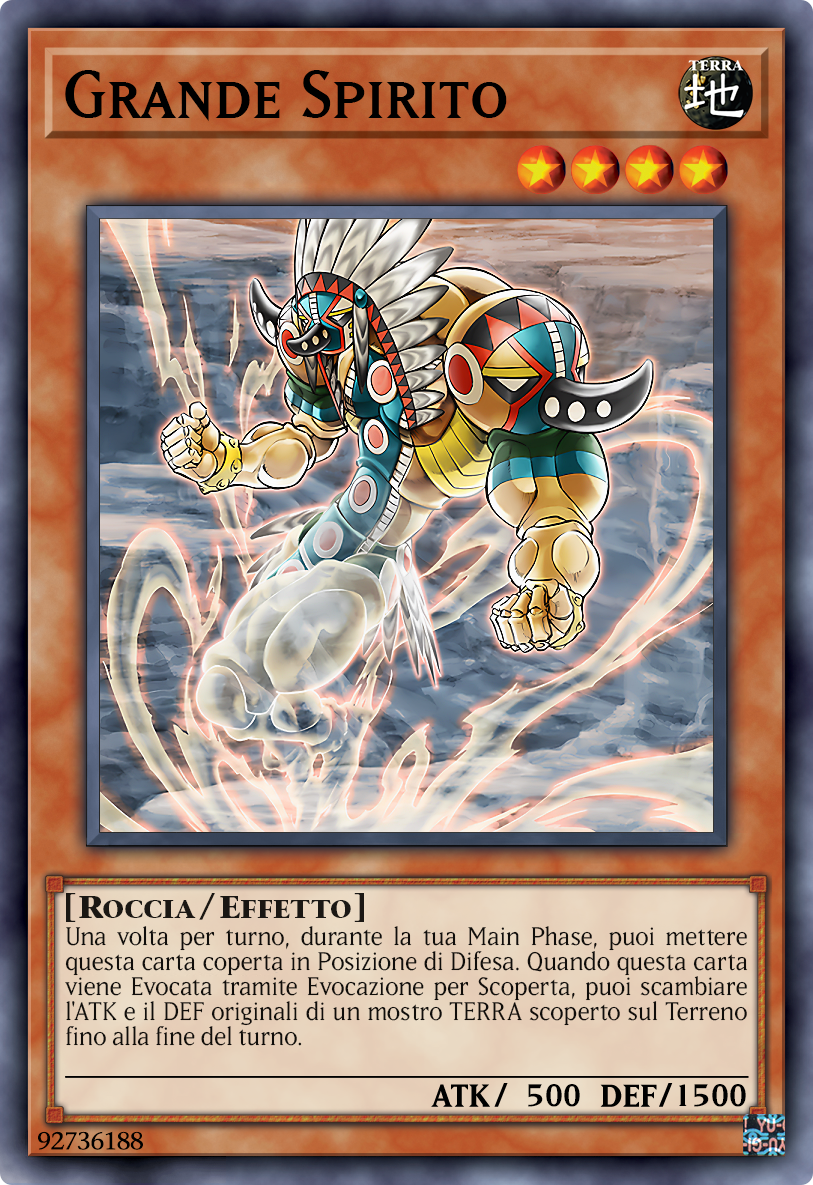 GRANDE SPIRITO
TERRA
地
[ROCCIA/EFFETTO]
Una volta per turno, durante la tua Main Phase, puoi mettere
questa carta coperta in Posizione di Difesa. Quando questa carta
viene Evocata tramite Evocazione per Scoperta, puoi scambiare
l'ATK e il DEF originali di un mostro TERRA scoperto sul Terreno
fino alla fine del turno.
ATK/ 500 DEF/1500
92736188